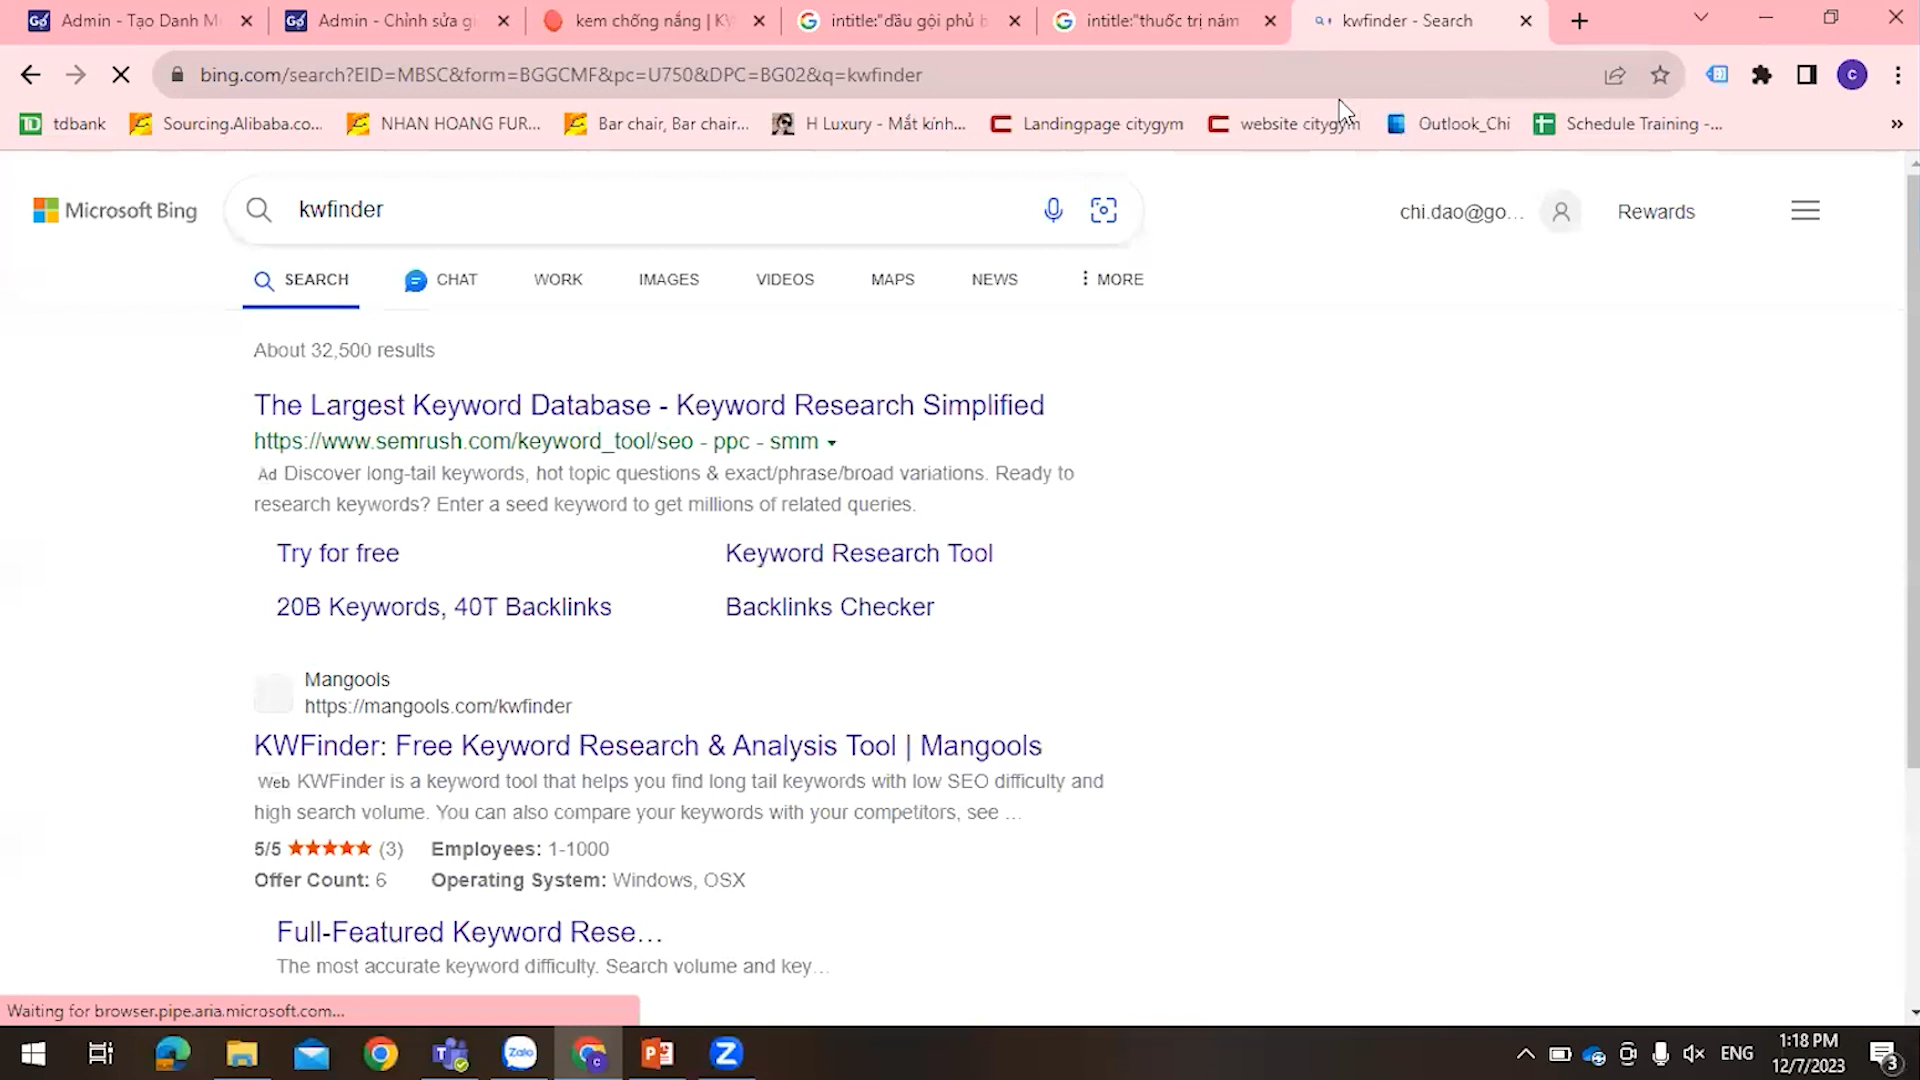 Admin - Tạo Danh M
Admin - Chỉnh sửa g
kem chống nắng | K
intitle:"dầu gội phủ b
intitle:"thuốc trị nám
kwfinder - Search
bing.com/search?EID=MBSC&form=BGGCMF&pc=U750&DPC=BG02&q=kwfinder
tdbank
Sourcing.Alibaba.co...
NHAN HOANG FUR...
Bar chair, Bar chair...
H Luxury - Mắt kính...
Landingpage citygym
website citygym
Outlook_Chi
Schedule Training -...
Microsoft Bing
kwfinder
chi.dao@go...
Rewards
SEARCH
CHAT
WORK
IMAGES
VIDEOS
MAPS
NEWS
MORE
About 32,500 results
The Largest Keyword Database - Keyword Research Simplified
https://www.semrush.com/keyword_tool/seo - ppc - smm
Ad Discover long-tail keywords, hot topic questions & exact/phrase/broad variations. Ready to
research keywords? Enter a seed keyword to get millions of related queries.
Try for free
Keyword Research Tool
20B Keywords, 40T Backlinks
Backlinks Checker
Mangools
https://mangools.com/kwfinder
KWFinder: Free Keyword Research & Analysis Tool | Mangools
Web KWFinder is a keyword tool that helps you find long tail keywords with low SEO difficulty and
high search volume. You can also compare your keywords with your competitors, see ...
5/5 ★★★★★ (3) Employees: 1-1000
Offer Count: 6 Operating System: Windows, OSX
Full-Featured Keyword Rese...
The most accurate keyword difficulty. Search volume and key...
Waiting for browser.pipe.aria.microsoft.com...
Zalo
ENG
1:18 PM
12/7/2023
3